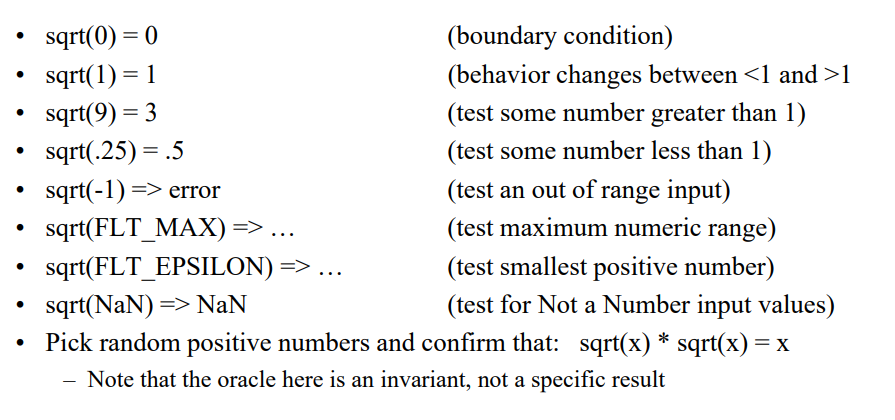 • sqrt(0) = 0 (boundary condition)
• sqrt(1) = 1 (behavior changes between <1 and >1
• sqrt(9) = 3 (test some number greater than 1)
• sqrt(.25) = .5 (test some number less than 1)
• sqrt(-1) => error (test an out of range input)
• sqrt(FLT_MAX) => … (test maximum numeric range)
• sqrt(FLT_EPSILON) => … (test smallest positive number)
• sqrt(NaN) => NaN (test for Not a Number input values)
• Pick random positive numbers and confirm that: sqrt(x) * sqrt(x) = x
– Note that the oracle here is an invariant, not a specific result